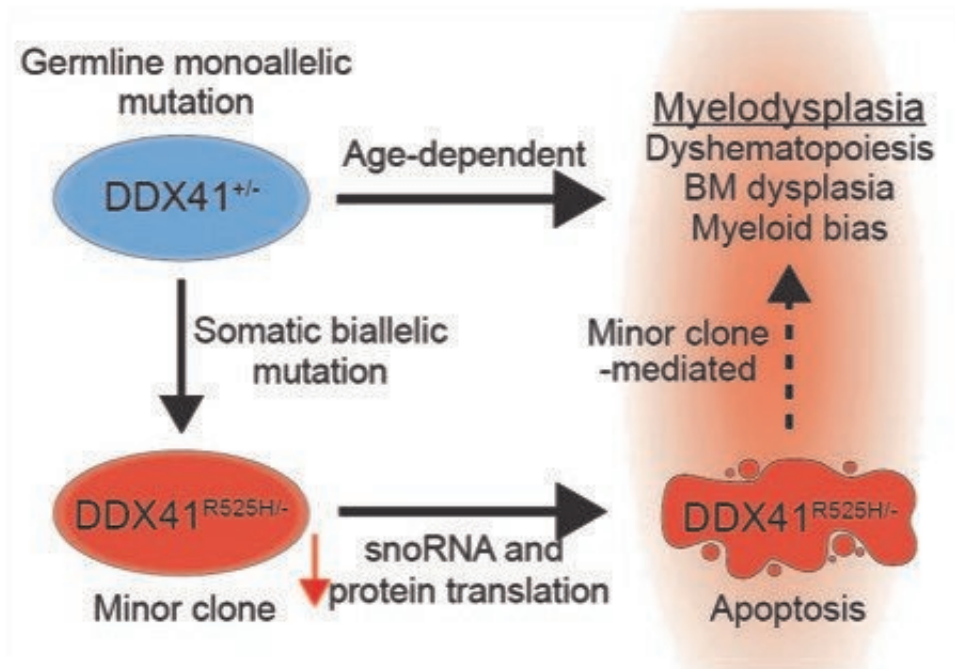 Germline monoallelic
mutation
DDX41+/-
Age-dependent
Myelodysplasia
Dyshematopoiesis
BM dysplasia
Myeloid bias
Somatic biallelic
mutation
Minor clone
-mediated
DDX41R525H/-
Minor clone
snoRNA and
protein translation
DDX41R525H/-
Apoptosis